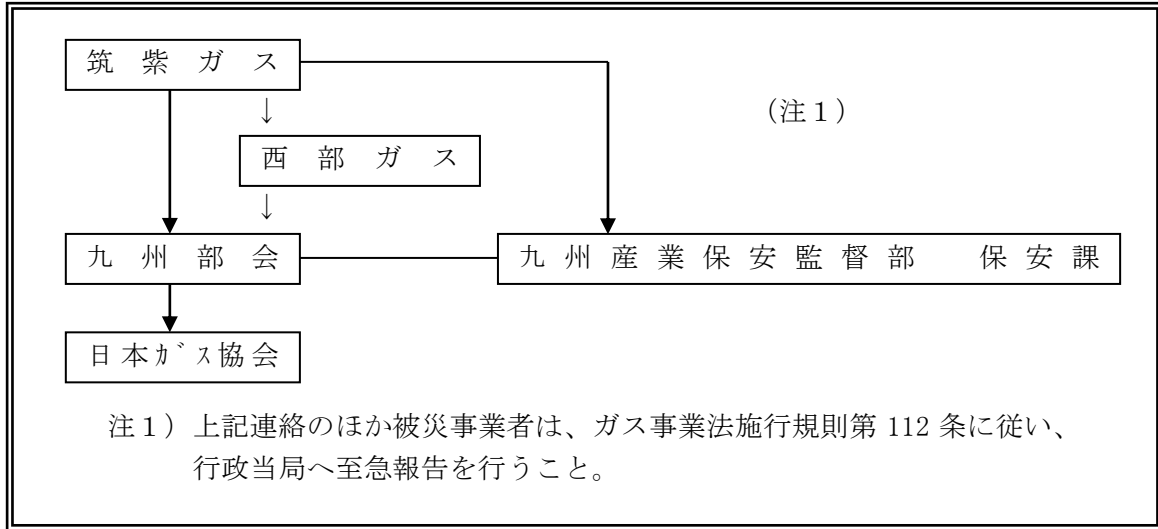 筑紫ガス
↓
(注１)
西部ガス
↓
九州部会
九州産業保安監督部　保安課
日本ｶﾞｽ協会
注１）上記連絡のほか被災事業者は、ガス事業法施行規則第 112 条に従い、
行政当局へ至急報告を行うこと。